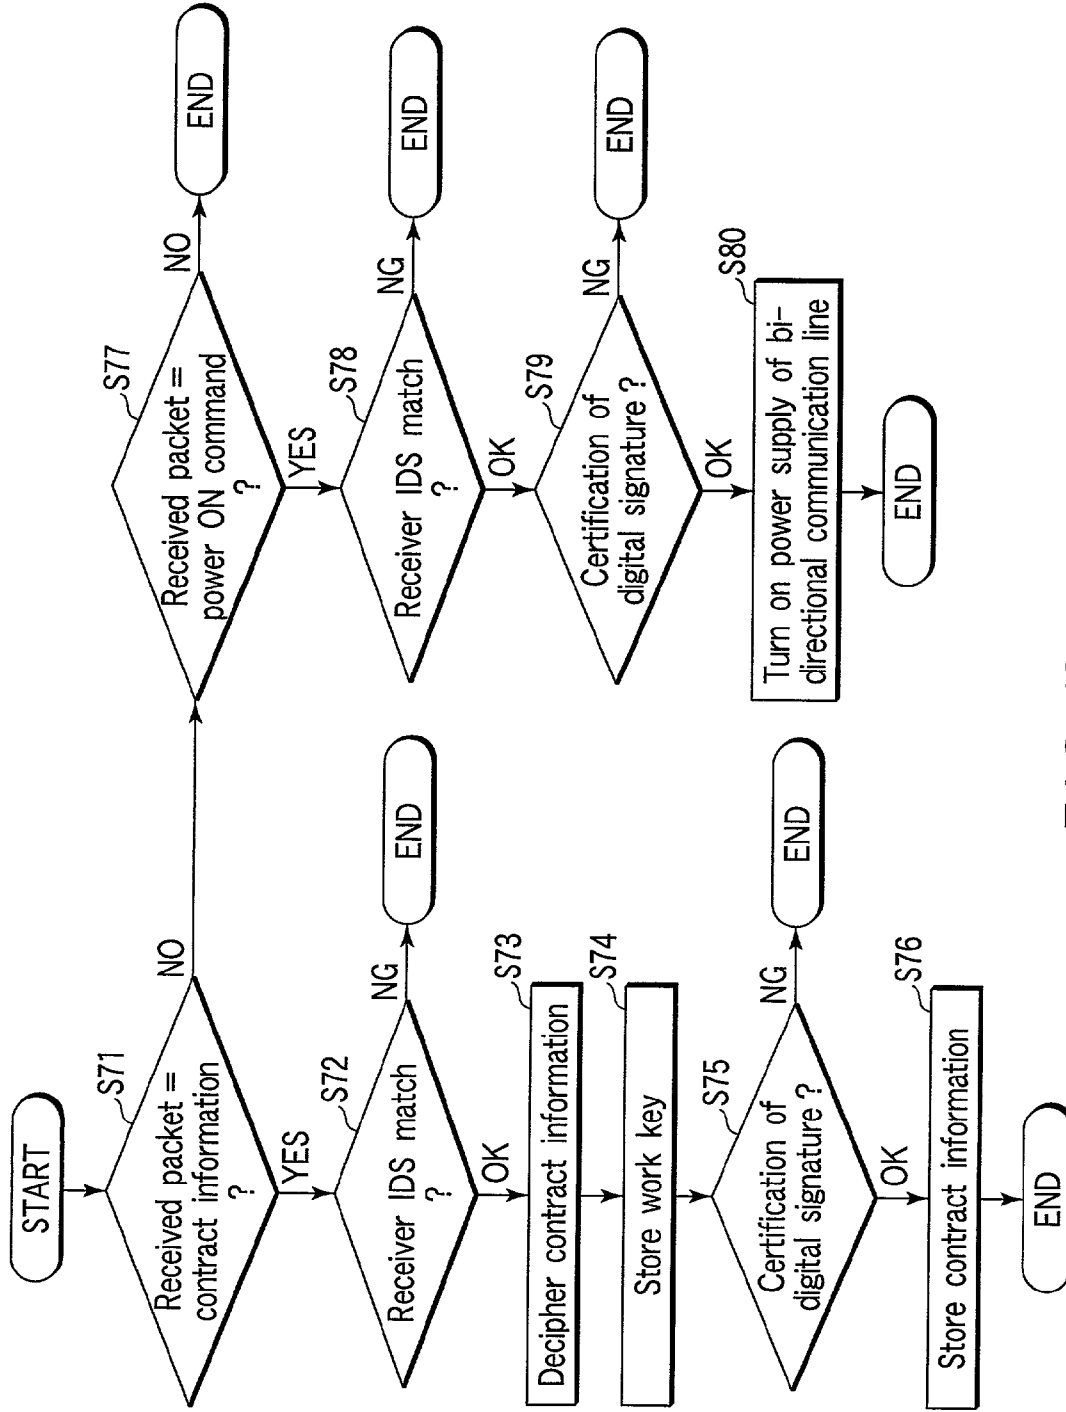 START
S71
Received packet =
contract information
?
NO
YES
S72
Receiver IDS match
?
NG
END
OK
S73
Decipher contract information
S74
Store work key
S75
Certification of
digital signature ?
NG
END
OK
S76
Store contract information
END
S77
Received packet =
power ON command
?
NO
END
YES
S78
Receiver IDS match
?
NG
END
OK
S79
Certification of
digital signature ?
NG
END
OK
S80
Turn on power supply of bi-
directional communication line
END